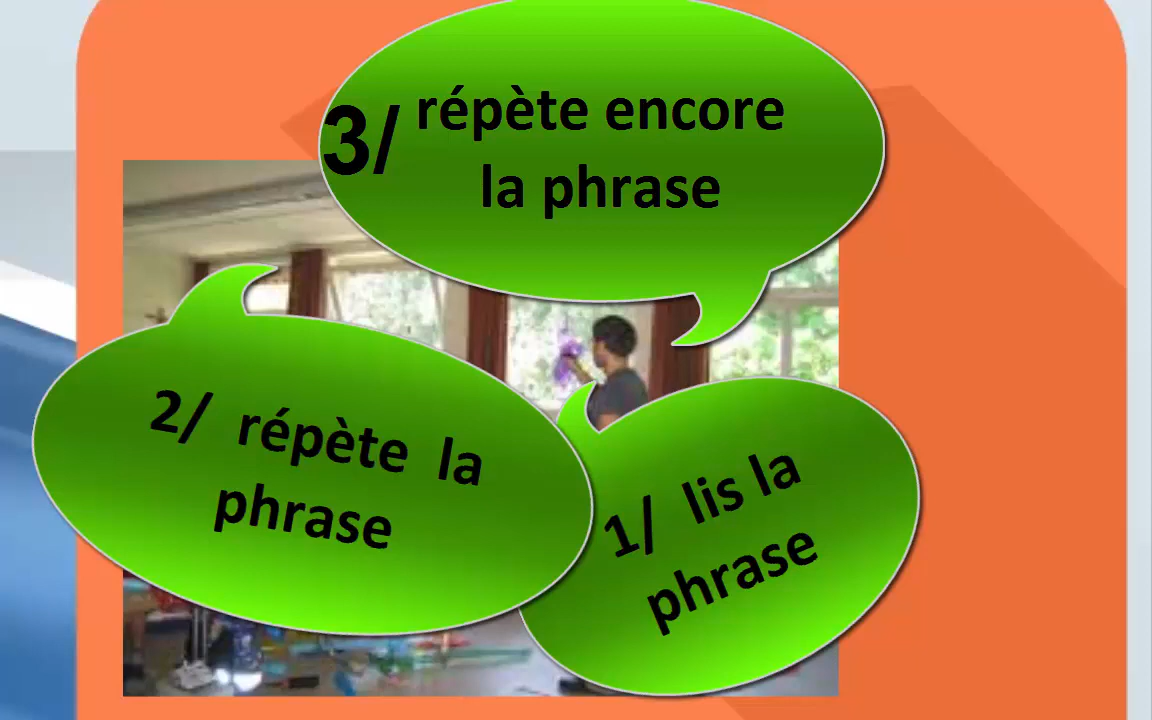 3/ répète encore
la phrase
2/ répète la
phrase
1/ lis la
phrase